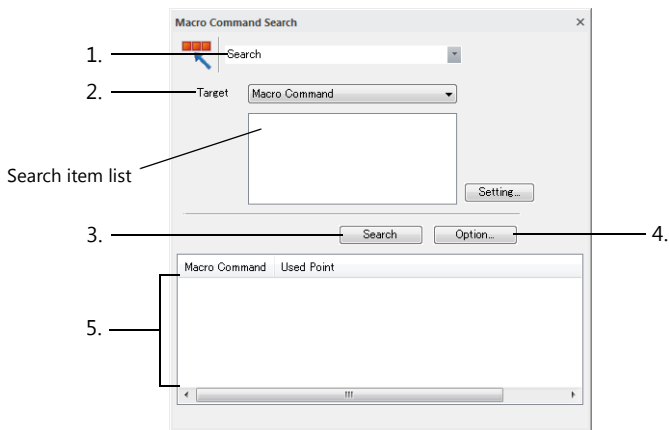 Macro Command Search
1. Search
2. Target Macro Command
Search item list
Setting...
3. Search Option... 4.
Macro Command Used Point
5.